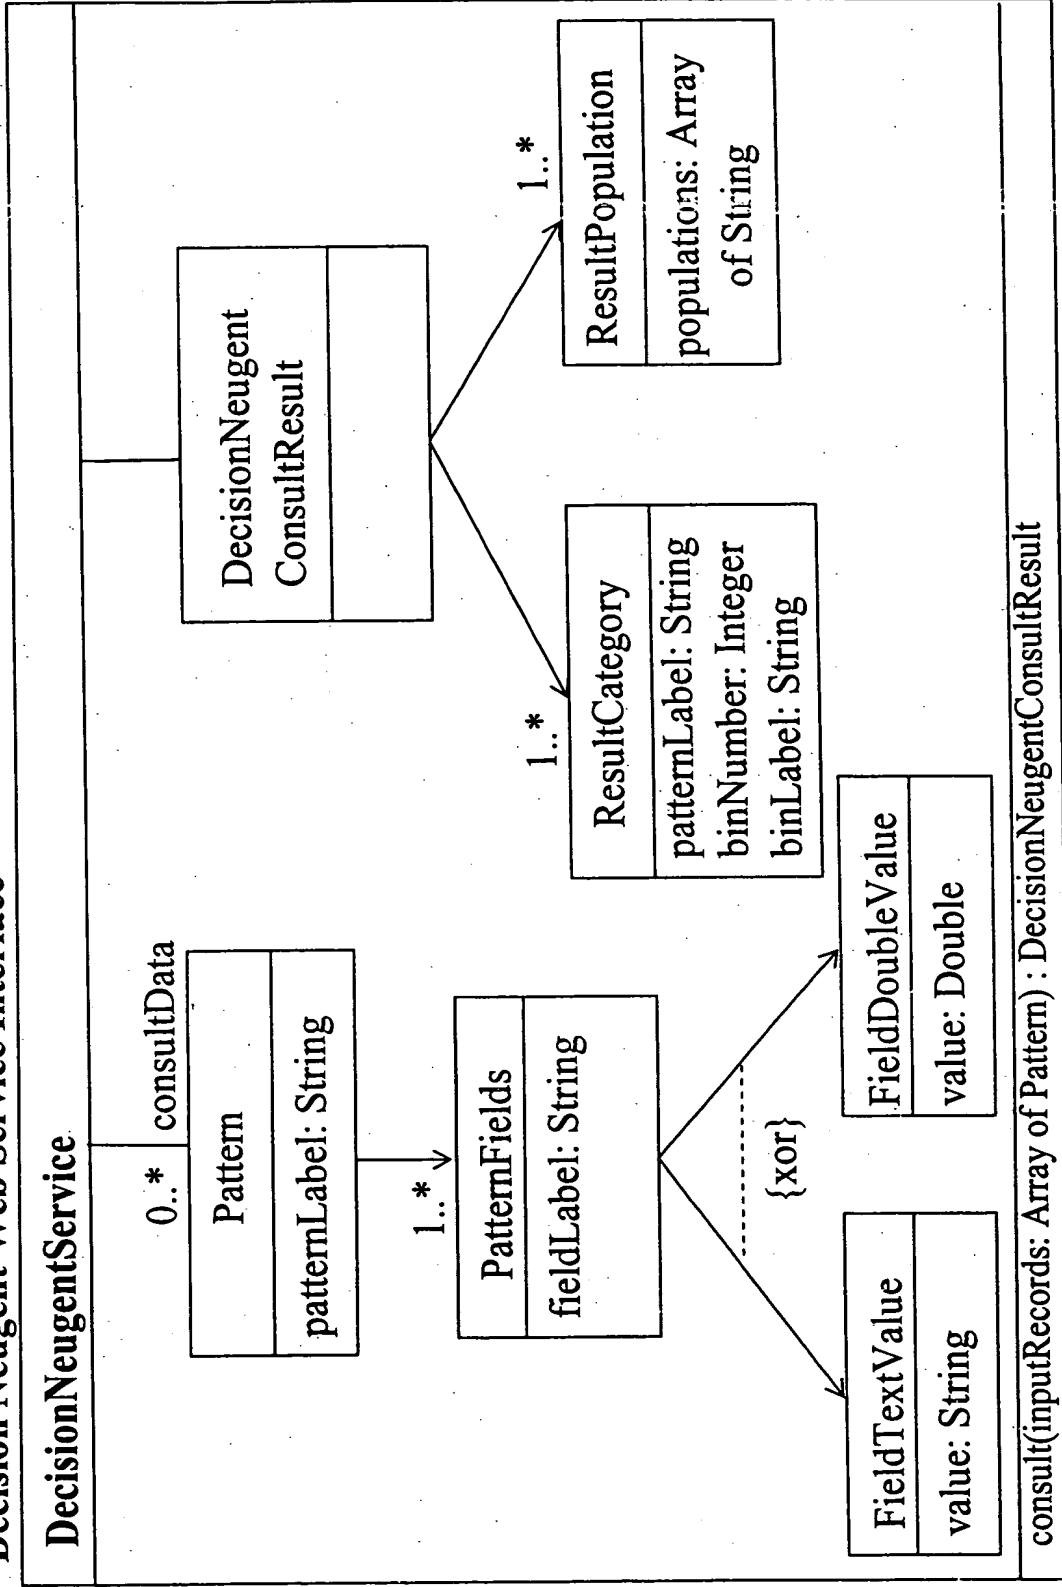 Decision Neugent Web Service Interface
DecisionNeugentService
0..*
consultData
Pattern
patternLabel: String
1..*
PatternFields
fieldLabel: String
{xor}
FieldTextValue
value: String
FieldDoubleValue
value: Double
DecisionNeugent
ConsultResult
1..*
ResultCategory
patternLabel: String
binNumber: Integer
binLabel: String
1..*
ResultPopulation
populations: Array
of String
consult(inputRecords: Array of Pattern) : DecisionNeugentConsultResult